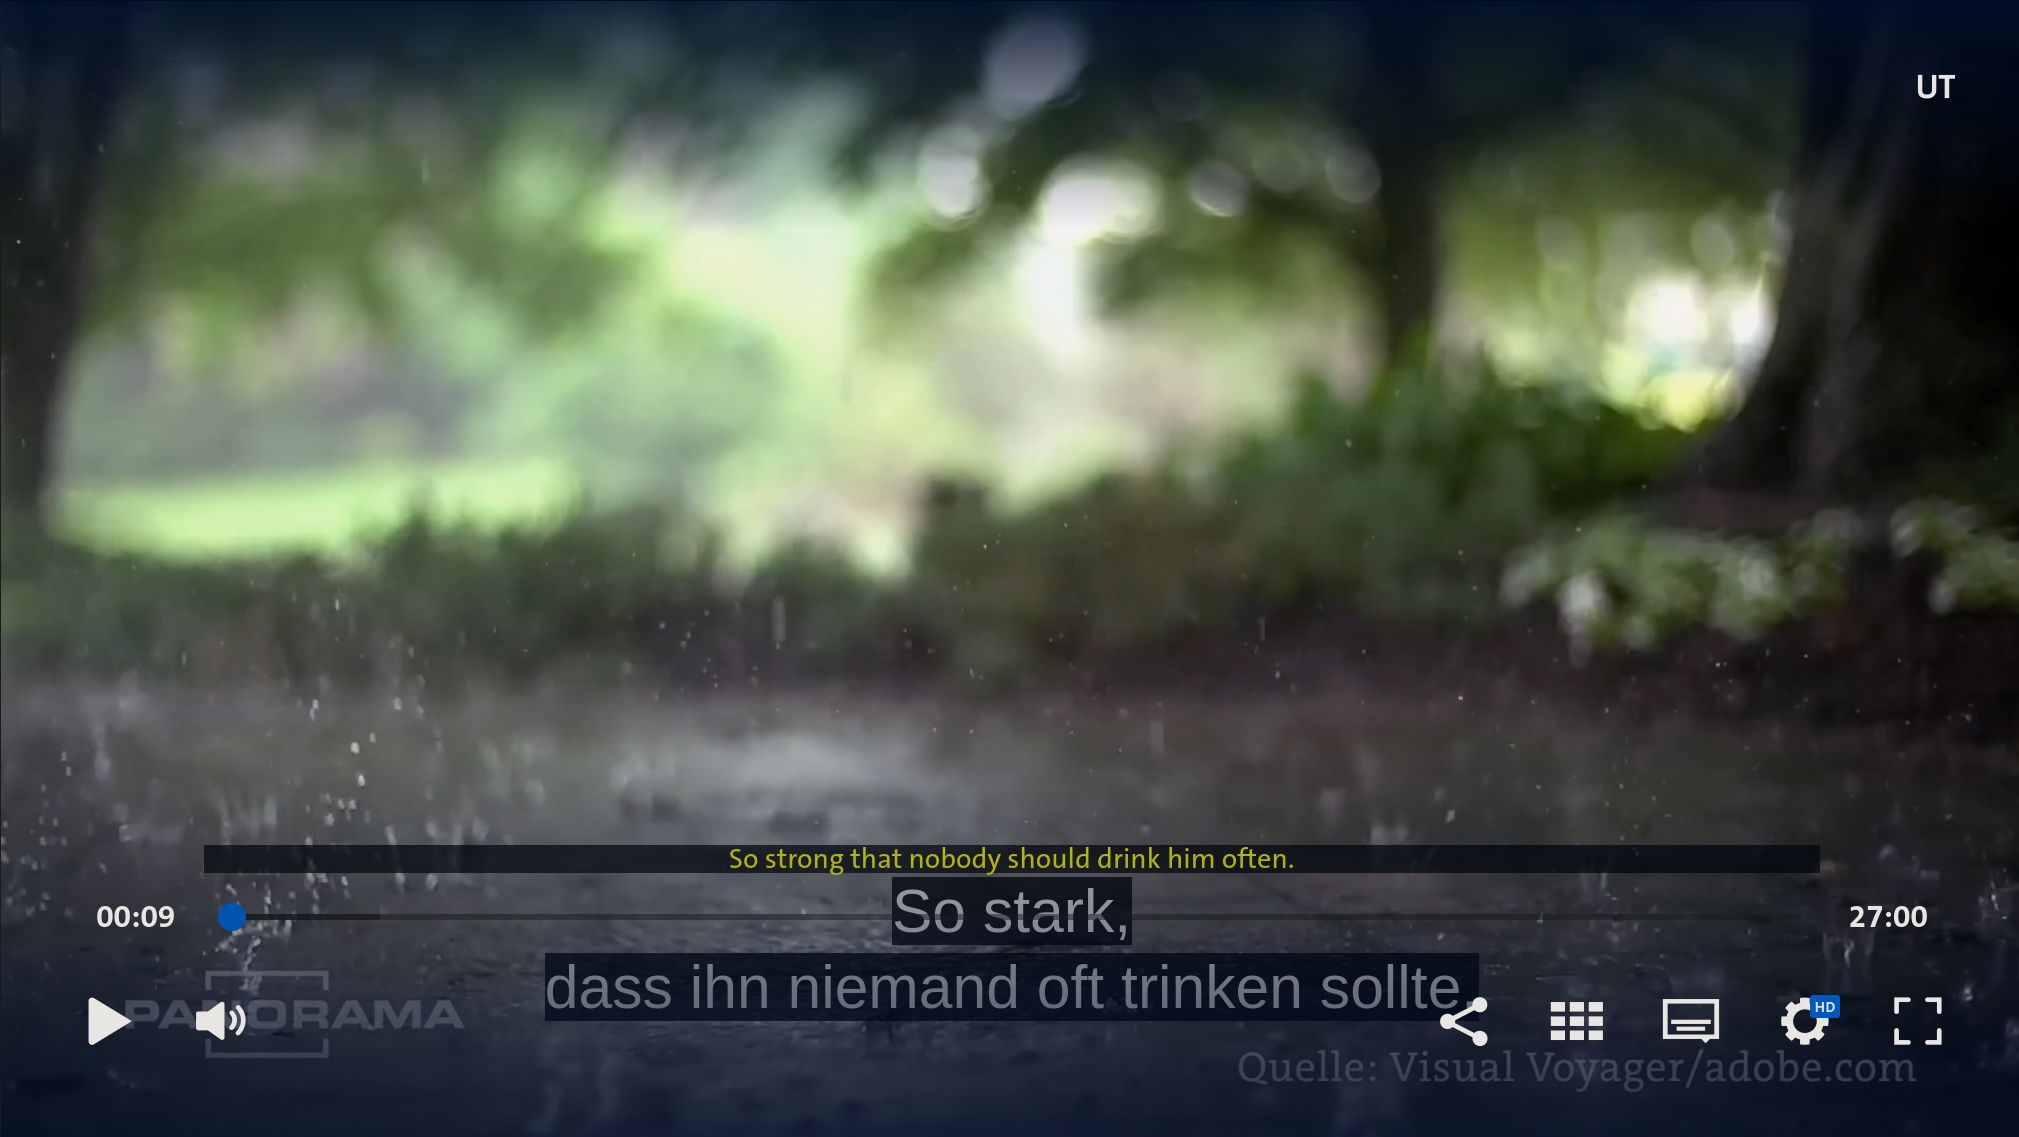 UT
So strong that nobody should drink him often.
So stark,
00:09
27:00
dass ihn niemand oft trinken sollte.
PANORAMA
HD
Quelle: Visual Voyager/adobe.com